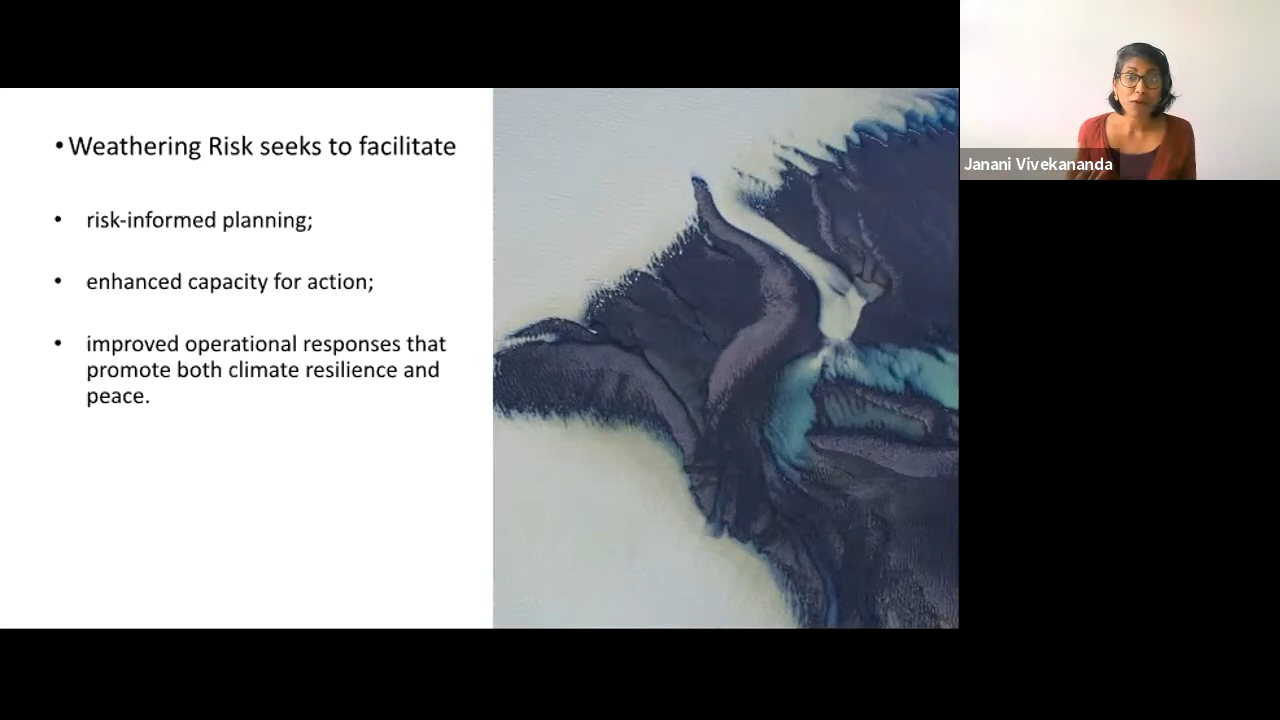 • Weathering Risk seeks to facilitate
• risk-informed planning;
• enhanced capacity for action;
• improved operational responses that
promote both climate resilience and
peace.
Janani Vivekananda